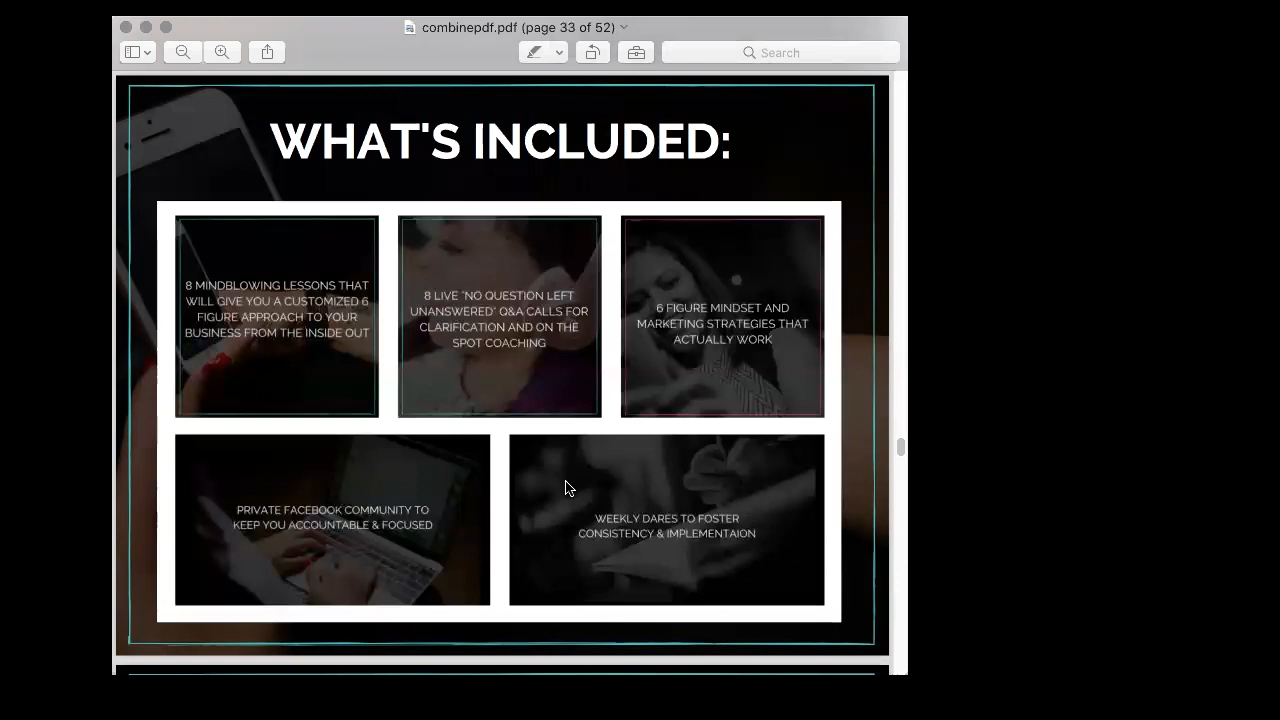 combinepdf.pdf (page 33 of 52)
Search
WHAT'S INCLUDED:
8 MINDBLOWING LESSONS THAT
WILL GIVE YOU A CUSTOMIZED 6
FIGURE APPROACH TO YOUR
BUSINESS FROM THE INSIDE OUT
8 LIVE "NO QUESTION LEFT
UNANSWERED" Q&A CALLS FOR
CLARIFICATION AND ON THE
SPOT COACHING
6 FIGURE MINDSET AND
MARKETING STRATEGIES THAT
ACTUALLY WORK
PRIVATE FACEBOOK COMMUNITY TO
KEEP YOU ACCOUNTABLE & FOCUSED
WEEKLY DARES TO FOSTER
CONSISTENCY & IMPLEMENTAION